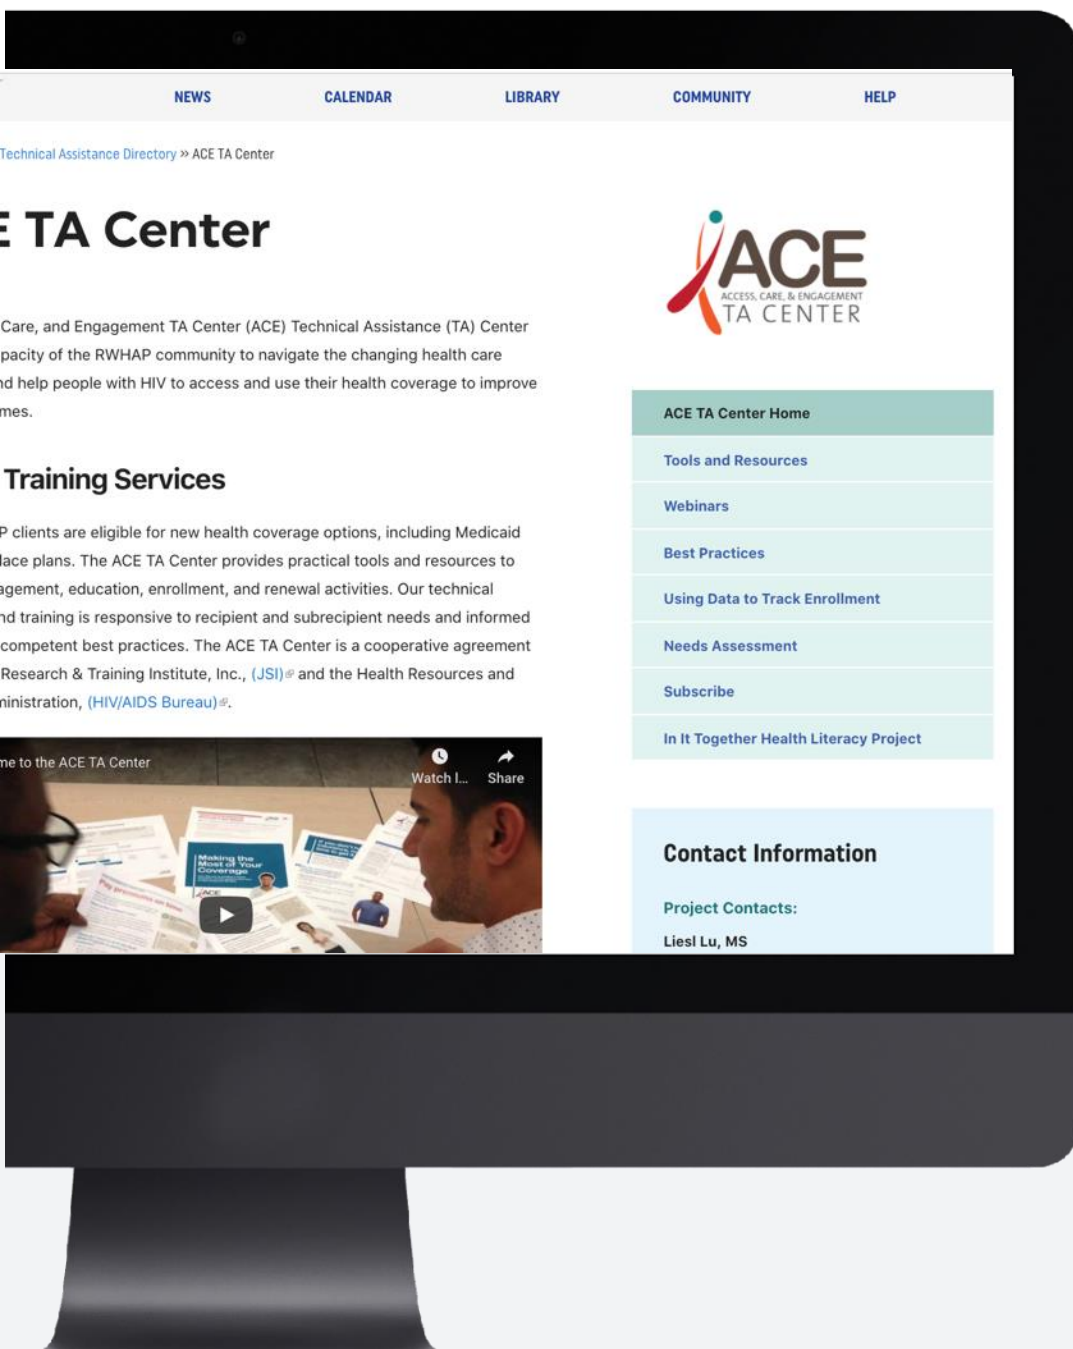 NEWS CALENDAR LIBRARY COMMUNITY HELP
Technical Assistance Directory » ACE TA Center
E TA Center
Care, and Engagement TA Center (ACE) Technical Assistance (TA) Center
pacity of the RWHAP community to navigate the changing health care
nd help people with HIV to access and use their health coverage to improve
mes.
Training Services
P clients are eligible for new health coverage options, including Medicaid
lace plans. The ACE TA Center provides practical tools and resources to
agement, education, enrollment, and renewal activities. Our technical
nd training is responsive to recipient and subrecipient needs and informed
competent best practices. The ACE TA Center is a cooperative agreement
Research & Training Institute, Inc., (JSI) and the Health Resources and
ministration, (HIV/AIDS Bureau).
me to the ACE TA Center
Watch l... Share
Making the
Most of Your
Coverage
ACE
Pay premiums on time
ACE
ACCESS, CARE, & ENGAGEMENT
TA CENTER
ACE TA Center Home
Tools and Resources
Webinars
Best Practices
Using Data to Track Enrollment
Needs Assessment
Subscribe
In It Together Health Literacy Project
Contact Information
Project Contacts:
Liesl Lu, MS